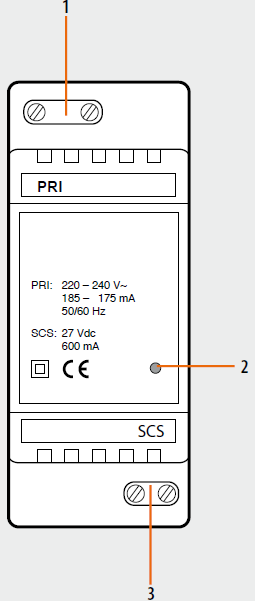 1
PRI
PRI: 220 – 240 V~
185 – 175 mA
50/60 Hz
SCS: 27 Vdc
600 mA
CE
2
SCS
3